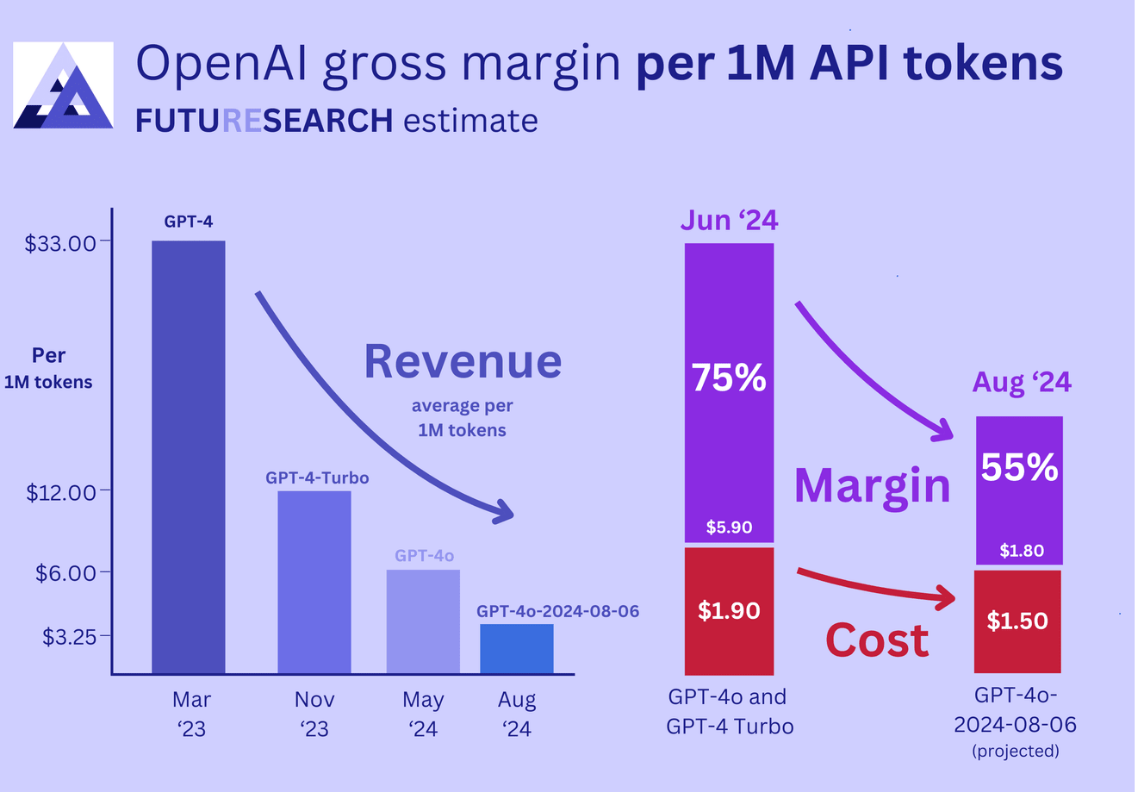 OpenAI gross margin per 1M API tokens
FUTURESEARCH estimate
GPT-4
$33.00
Per
1M tokens
Revenue
average per
1M tokens
GPT-4-Turbo
$12.00
GPT-4o
$6.00
GPT-4o-2024-08-06
$3.25
Mar
‘23
Nov
‘23
May
‘24
Aug
‘24
Jun ‘24
75%
$5.90
$1.90
GPT-4o and
GPT-4 Turbo
Margin
Cost
Aug ‘24
55%
$1.80
$1.50
GPT-4o-
2024-08-06
(projected)